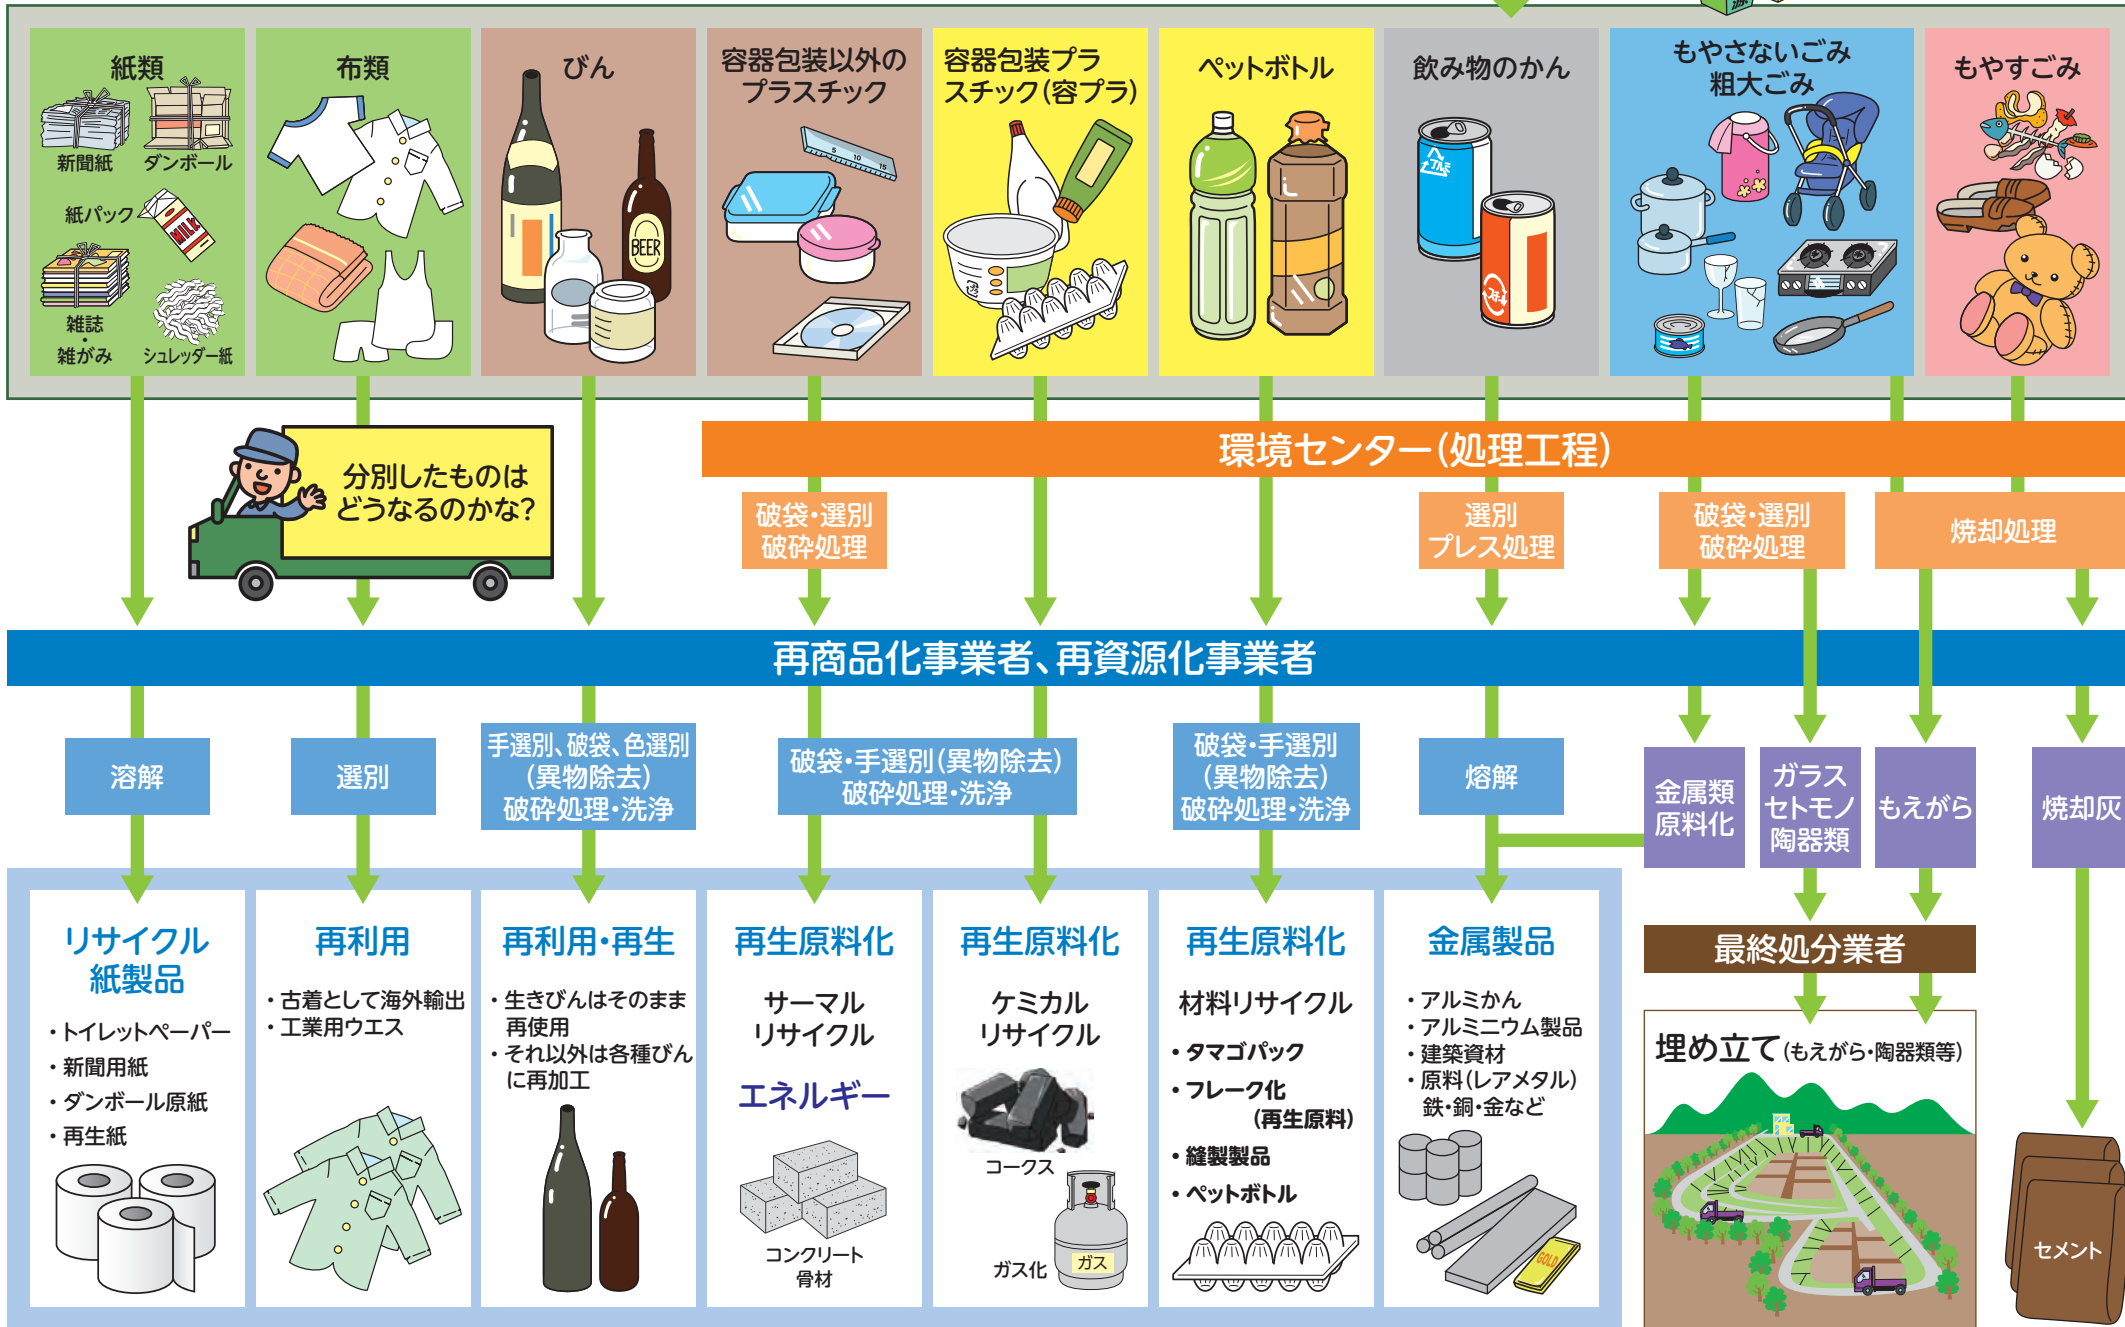 源
紙類
新聞紙
ダンボール
紙パック
MILK
雑誌
・
雑がみ
シュレッダー紙
布類
びん
BEER
容器包装以外の
プラスチック
5 10 15
容器包装プラ
スチック（容プラ）
ペットボトル
飲み物のかん
アルミ
もやさないごみ
粗大ごみ
もやすごみ
分別したものは
どうなるのかな？
環境センター（処理工程）
破袋・選別
破砕処理
選別
プレス処理
破袋・選別
破砕処理
焼却処理
再商品化事業者、再資源化事業者
溶解
選別
手選別、破袋、色選別
（異物除去）
破砕処理・洗浄
破袋・手選別（異物除去）
破砕処理・洗浄
破袋・手選別
（異物除去）
破砕処理・洗浄
熔解
金属類
原料化
ガラス
セトモノ
陶器類
もえがら
焼却灰
リサイクル
紙製品
・トイレットペーパー
・新聞用紙
・ダンボール原紙
・再生紙
再利用
・古着として海外輸出
・工業用ウエス
再利用・再生
・生きびんはそのまま
再使用
・それ以外は各種びん
に再加工
再生原料化
サーマル
リサイクル
エネルギー
コンクリート
骨材
再生原料化
ケミカル
リサイクル
コークス
ガス化
ガス
再生原料化
材料リサイクル
・タマゴパック
・フレーク化
（再生原料）
・縫製製品
・ペットボトル
金属製品
・アルミかん
・アルミニウム製品
・建築資材
・原料（レアメタル）
鉄・銅・金など
GOLD
最終処分業者
埋め立て（もえがら・陶器類等）
セメント